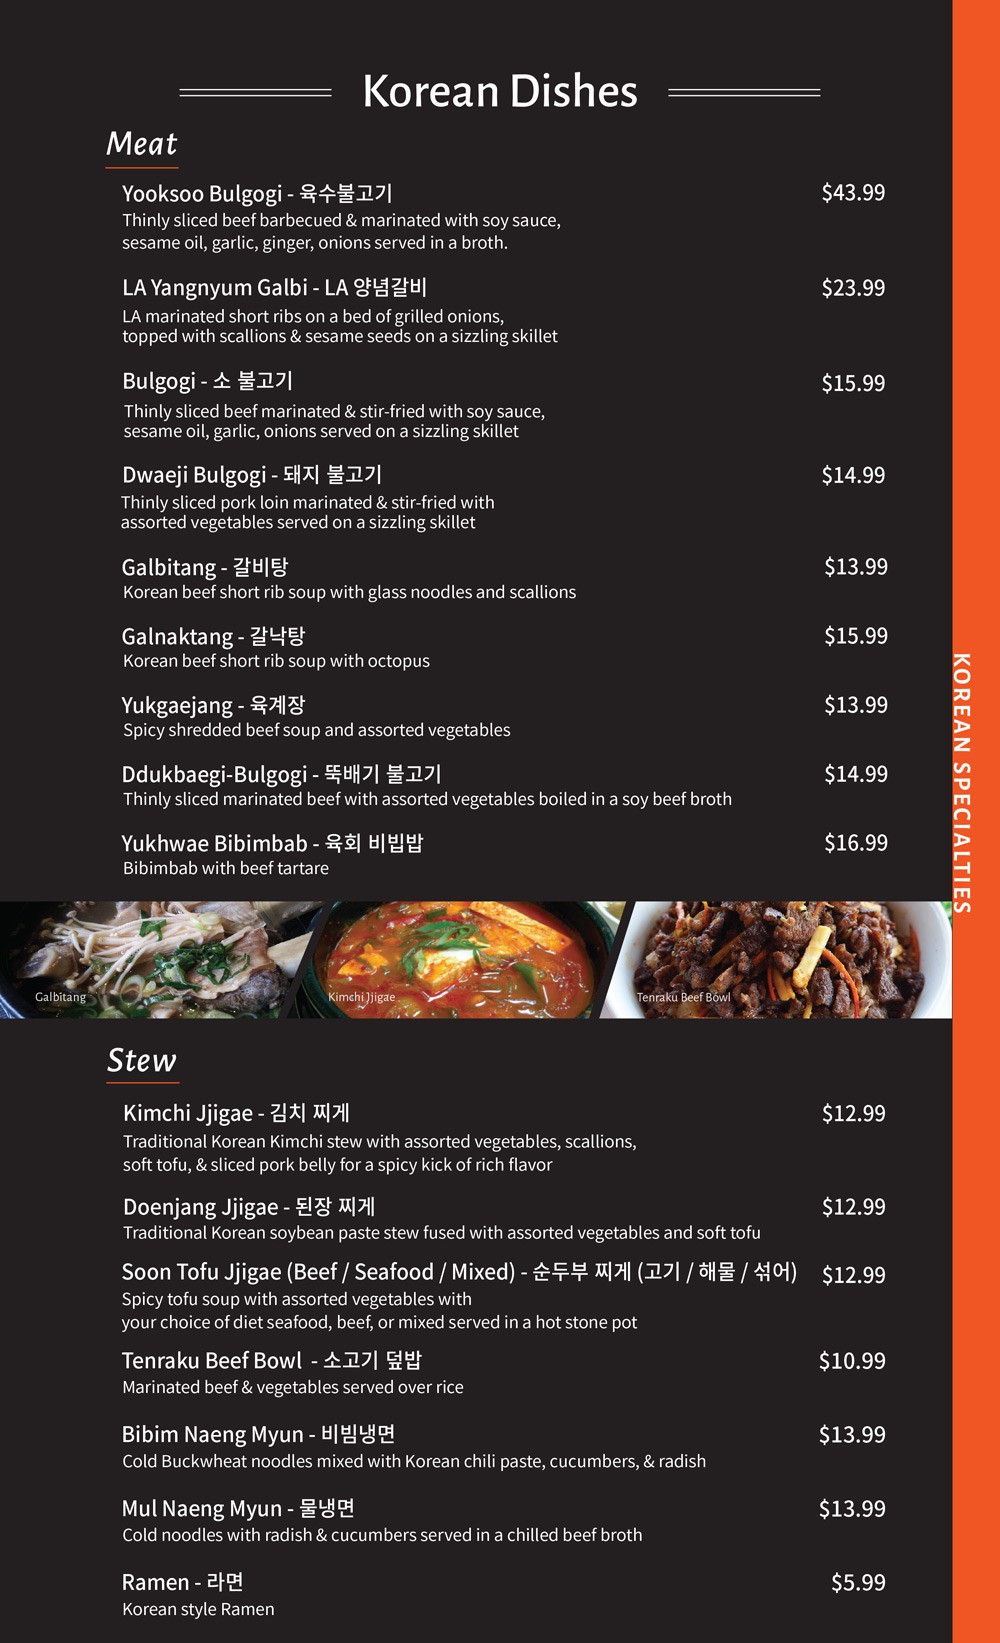 Korean Dishes
Meat
Yooksoo Bulgogi - 육수불고기 $43.99
Thinly sliced beef barbecued & marinated with soy sauce,
sesame oil, garlic, ginger, onions served in a broth.
LA Yangnyum Galbi - LA 양념갈비 $23.99
LA marinated short ribs on a bed of grilled onions,
topped with scallions & sesame seeds on a sizzling skillet
Bulgogi - 소 불고기 $15.99
Thinly sliced beef marinated & stir-fried with soy sauce,
sesame oil, garlic, onions served on a sizzling skillet
Dwaeji Bulgogi - 돼지 불고기 $14.99
Thinly sliced pork loin marinated & stir-fried with
assorted vegetables served on a sizzling skillet
Galbitang - 갈비탕 $13.99
Korean beef short rib soup with glass noodles and scallions
Galnaktang - 갈낙탕 $15.99
Korean beef short rib soup with octopus
Yukgaejang - 육계장 $13.99
Spicy shredded beef soup and assorted vegetables
Ddukbaegi-Bulgogi - 뚝배기 불고기 $14.99
Thinly sliced marinated beef with assorted vegetables boiled in a soy beef broth
Yukhwae Bibimbab - 육회 비빕밥 $16.99
Bibimbab with beef tartare
KOREAN SPECIALTIES
Galbitang
Kimchi Jjigae
Tenraku Beef Bowl
Stew
Kimchi Jjigae - 김치 찌게 $12.99
Traditional Korean Kimchi stew with assorted vegetables, scallions,
soft tofu, & sliced pork belly for a spicy kick of rich flavor
Doenjang Jjigae - 된장 찌게 $12.99
Traditional Korean soybean paste stew fused with assorted vegetables and soft tofu
Soon Tofu Jjigae (Beef / Seafood / Mixed) - 순두부 찌게 (고기 / 해물 / 섞어) $12.99
Spicy tofu soup with assorted vegetables with
your choice of diet seafood, beef, or mixed served in a hot stone pot
Tenraku Beef Bowl - 소고기 덮밥 $10.99
Marinated beef & vegetables served over rice
Bibim Naeng Myun - 비빔냉면 $13.99
Cold Buckwheat noodles mixed with Korean chili paste, cucumbers, & radish
Mul Naeng Myun - 물냉면 $13.99
Cold noodles with radish & cucumbers served in a chilled beef broth
Ramen - 라면 $5.99
Korean style Ramen